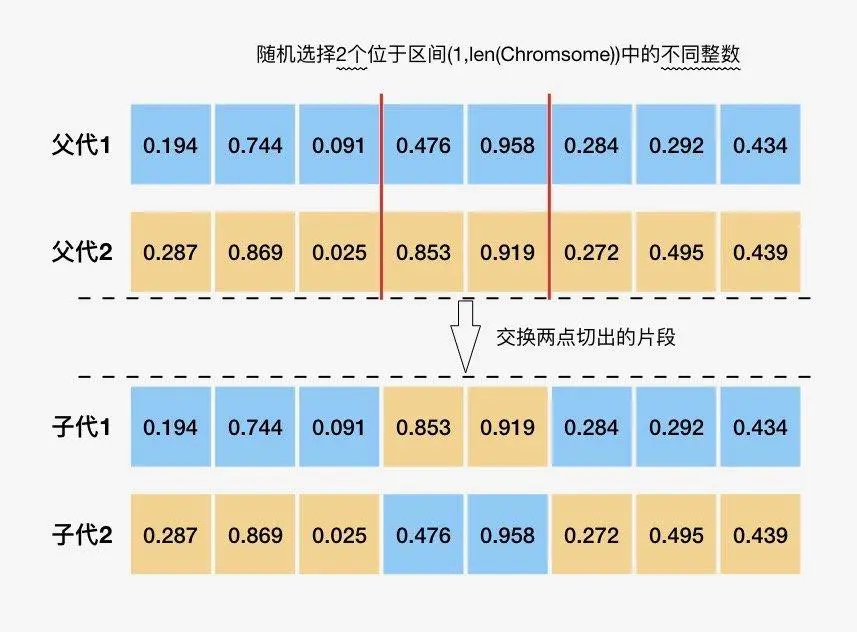 随机选择2个位于区间(1,len(Chromsome))中的不同整数
父代1 0.194 0.744 0.091 0.476 0.958 0.284 0.292 0.434
父代2 0.287 0.869 0.025 0.853 0.919 0.272 0.495 0.439
交换两点切出的片段
子代1 0.194 0.744 0.091 0.853 0.919 0.284 0.292 0.434
子代2 0.287 0.869 0.025 0.476 0.958 0.272 0.495 0.439